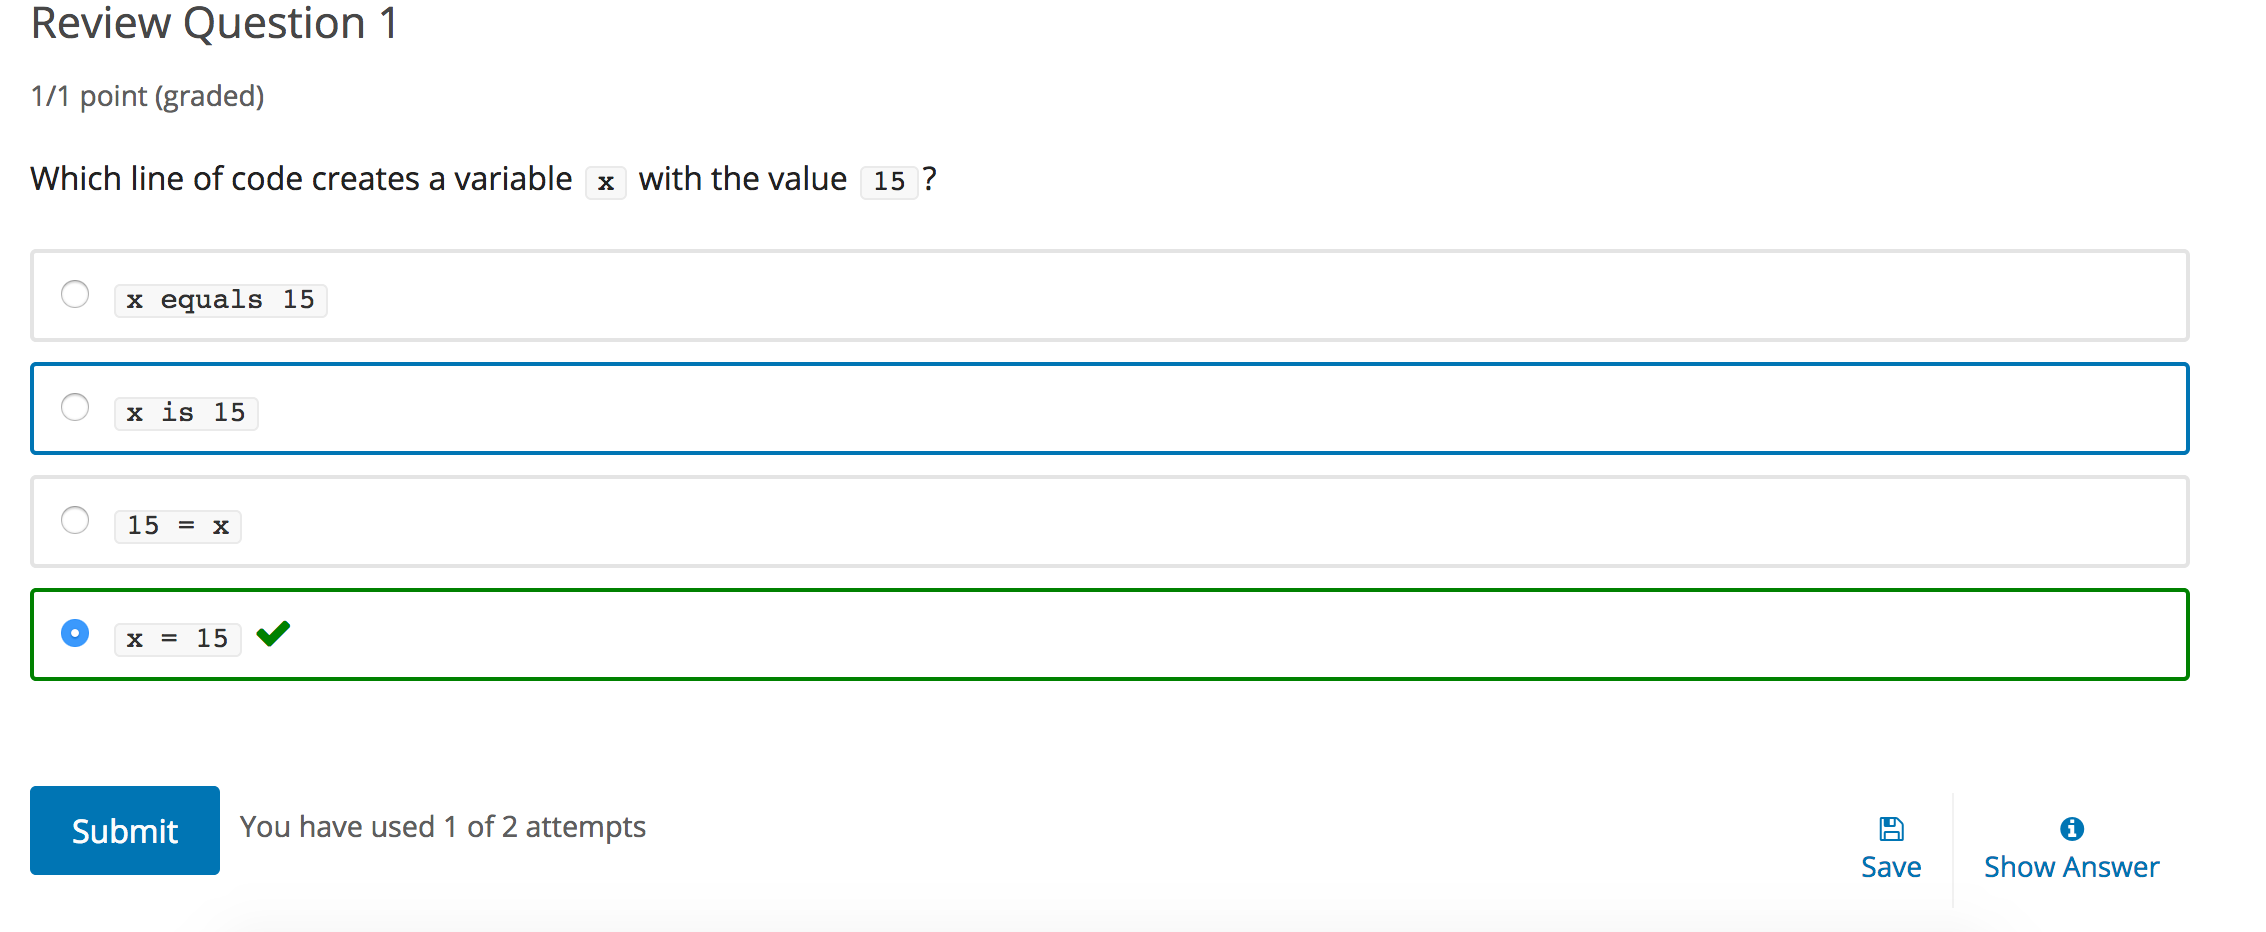 Review Question 1
1/1 point (graded)
Which line of code creates a variable x with the value 15 ?
x equals 15
x is 15
15 = x
x = 15
Submit You have used 1 of 2 attempts
Save Show Answer